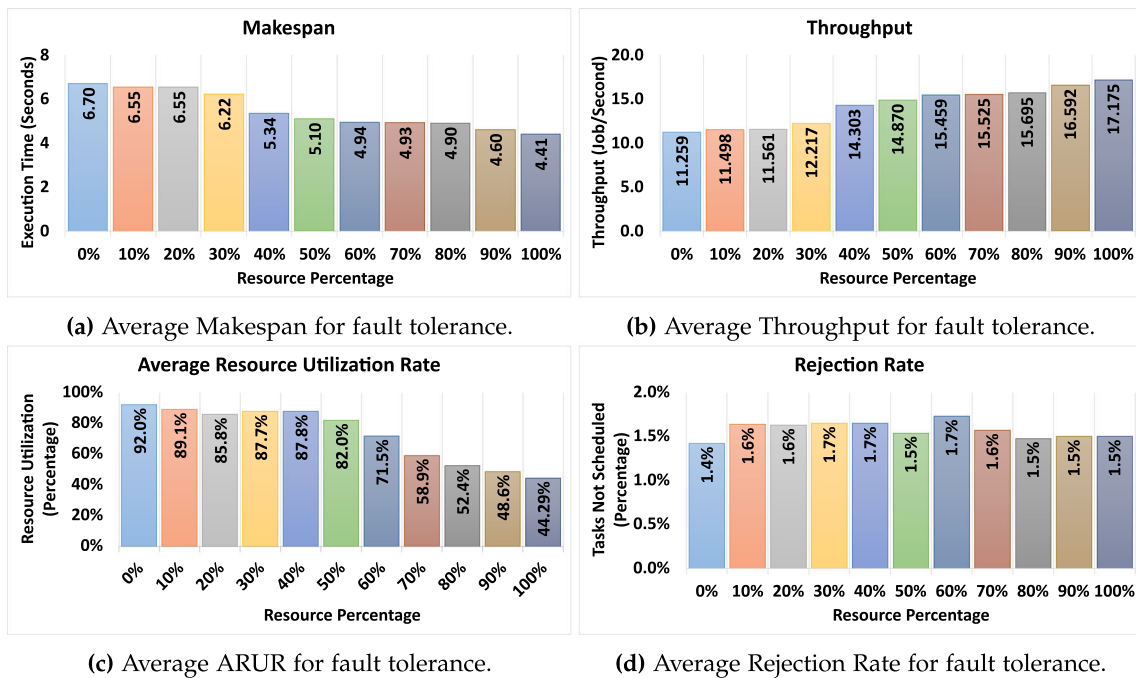 Makespan
Execution Time (Seconds)
8
6
4
2
0
6.70
6.55
6.55
6.22
5.34
5.10
4.94
4.93
4.90
4.60
4.41
0% 10% 20% 30% 40% 50% 60% 70% 80% 90% 100%
Resource Percentage
(a) Average Makespan for fault tolerance.
Throughput
Throughput (Job/Second)
20.0
15.0
10.0
5.0
0.0
11.259
11.498
11.561
12.217
14.303
14.870
15.459
15.525
15.695
16.592
17.175
0% 10% 20% 30% 40% 50% 60% 70% 80% 90% 100%
Resource Percentage
(b) Average Throughput for fault tolerance.
Average Resource Utilization Rate
Resource Utilization
(Percentage)
100%
80%
60%
40%
20%
0%
92.0%
89.1%
85.8%
87.7%
87.8%
82.0%
71.5%
58.9%
52.4%
48.6%
44.29%
0% 10% 20% 30% 40% 50% 60% 70% 80% 90% 100%
Resource Percentage
(c) Average ARUR for fault tolerance.
Rejection Rate
Tasks Not Scheduled
(Percentage)
2.0%
1.5%
1.0%
0.5%
0.0%
1.4%
1.6%
1.6%
1.7%
1.7%
1.5%
1.7%
1.6%
1.5%
1.5%
1.5%
0% 10% 20% 30% 40% 50% 60% 70% 80% 90% 100%
Resource Percentage
(d) Average Rejection Rate for fault tolerance.